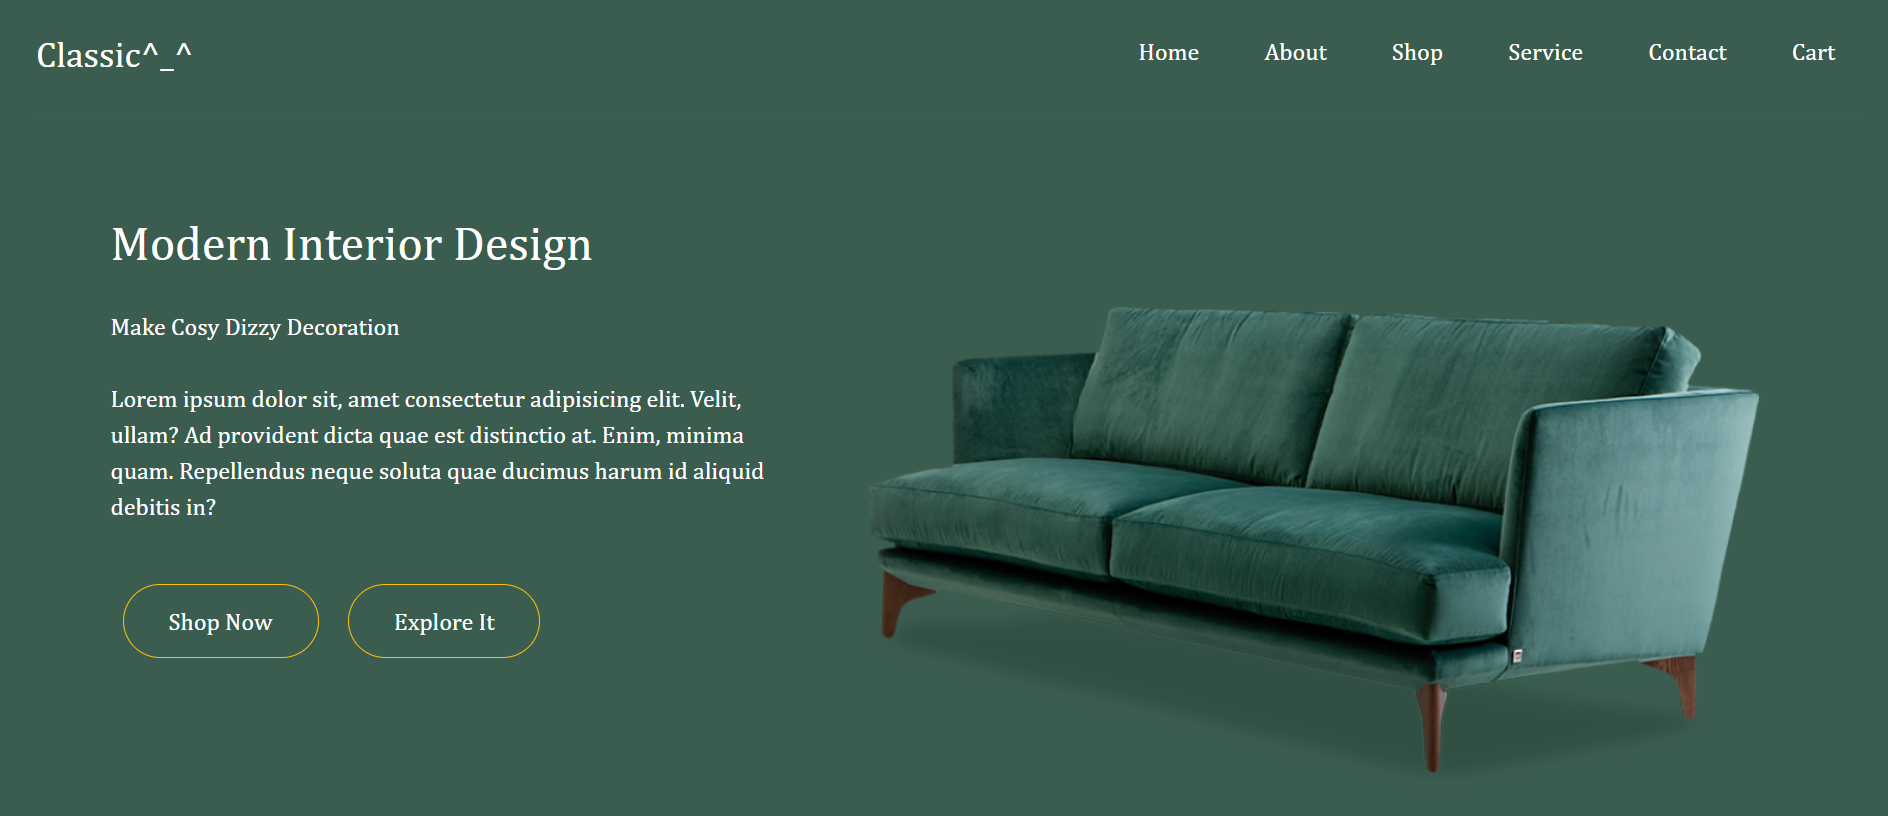 Classic^_^
Home About Shop Service Contact Cart
Modern Interior Design
Make Cosy Dizzy Decoration
Lorem ipsum dolor sit, amet consectetur adipisicing elit. Velit,
ullam? Ad provident dicta quae est distinctio at. Enim, minima
quam. Repellendus neque soluta quae ducimus harum id aliquid
debitis in?
Shop Now Explore It